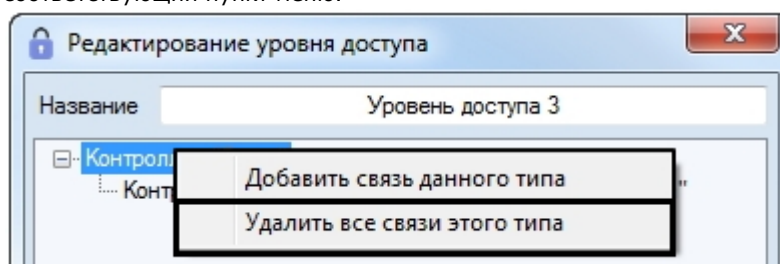 соответствующий пункт меню.
Редактирование уровня доступа
Название Уровень доступа 3
Добавить связь данного типа
"
Удалить все связи этого типа